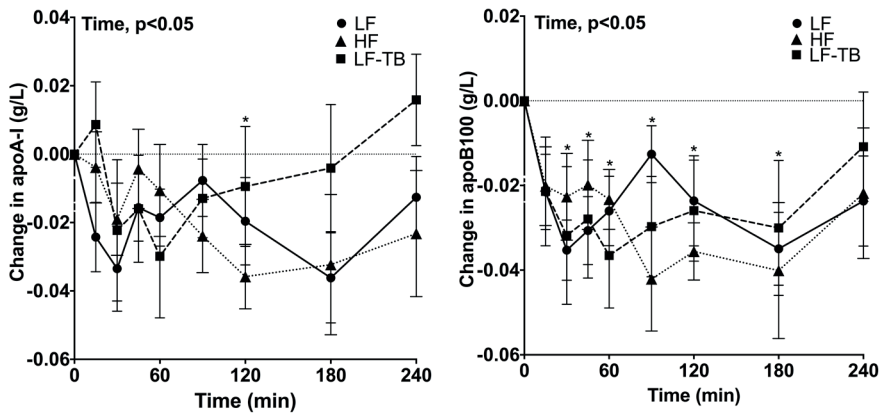 Time, p<0.05
LF
HF
LF-TB
0.04
0.02
0.00
-0.02
-0.04
-0.06
Change in apoA-I (g/L)
*
0 60 120 180 240
Time (min)
Time, p<0.05
LF
HF
LF-TB
0.00
-0.02
-0.04
-0.06
Change in apoB100 (g/L)
* * * * * *
0 60 120 180 240
Time (min)